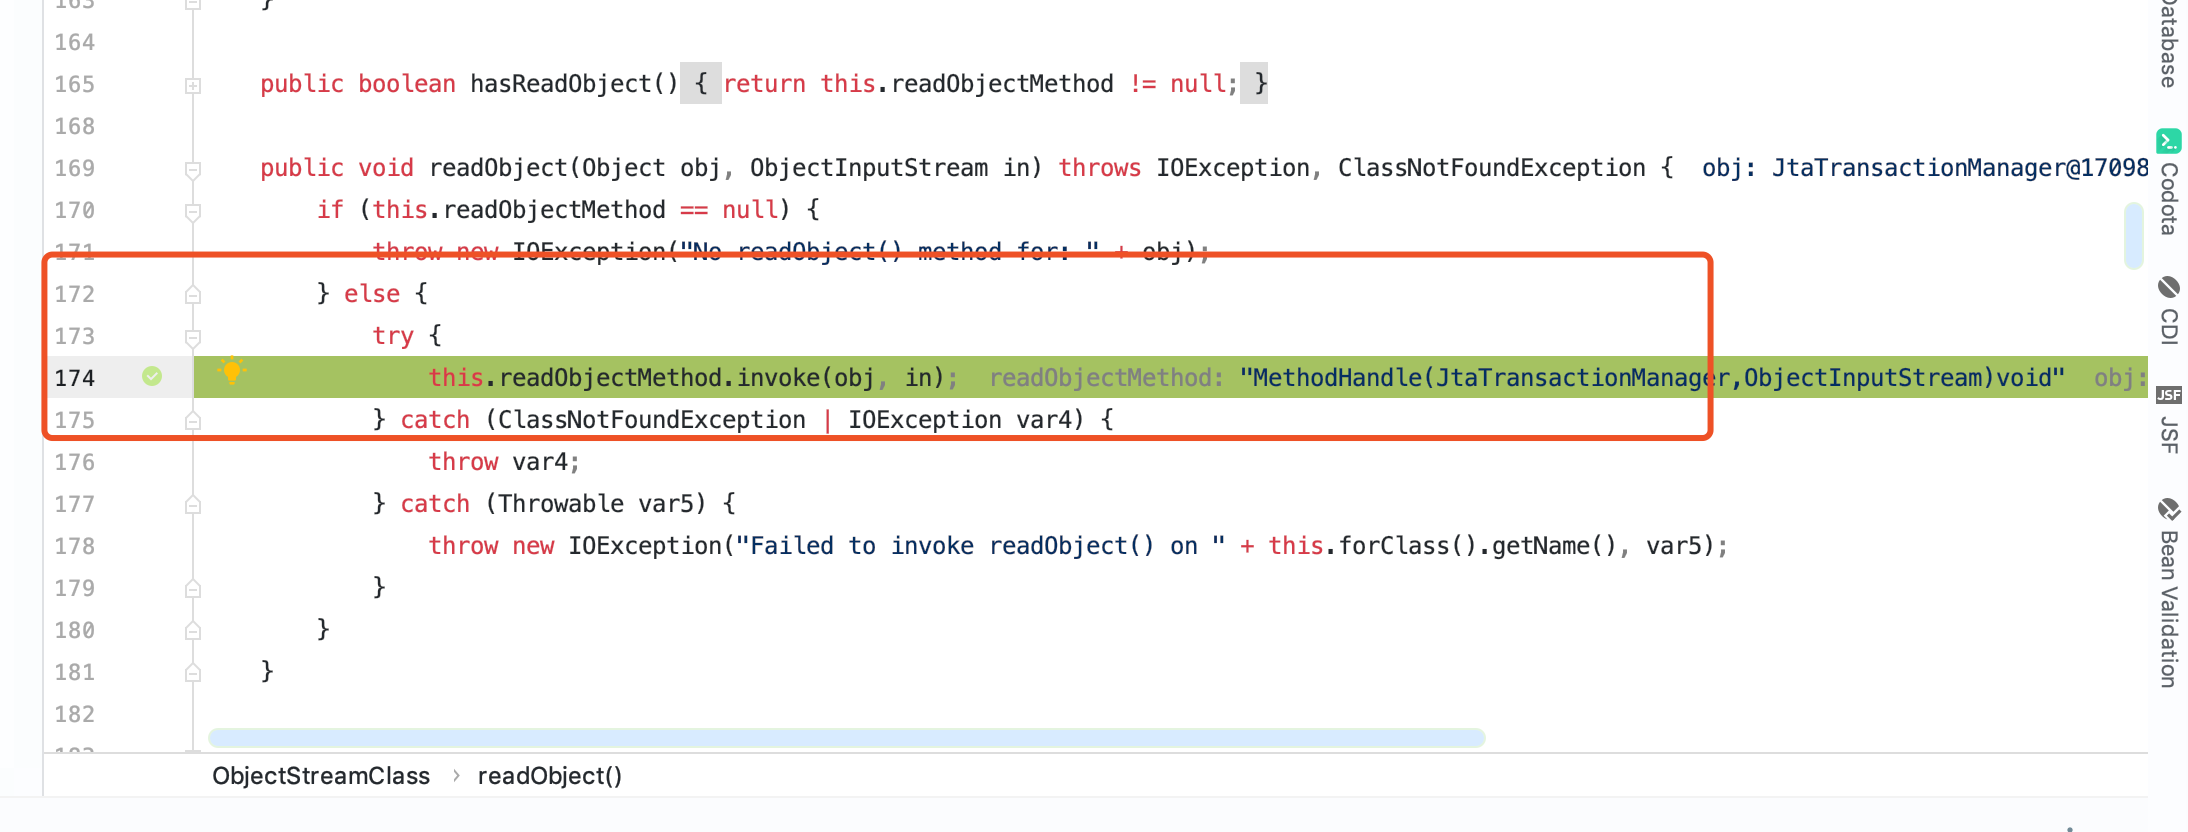 163 }
164
165 public boolean hasReadObject() { return this.readObjectMethod != null; }
168
169 public void readObject(Object obj, ObjectInputStream in) throws IOException, ClassNotFoundException { obj: JtaTransactionManager@17098
170 if (this.readObjectMethod == null) {
171 throw new IOException("No readObject() method for: " + obj);
172 } else {
173 try {
174 this.readObjectMethod.invoke(obj, in); readObjectMethod: "MethodHandle(JtaTransactionManager,ObjectInputStream)void" obj:
175 } catch (ClassNotFoundException | IOException var4) {
176 throw var4;
177 } catch (Throwable var5) {
178 throw new IOException("Failed to invoke readObject() on " + this.forClass().getName(), var5);
179 }
180 }
181 }
182
183
ObjectStreamClass › readObject()
Database
Codota
CDI
JSF
JSF
Bean Validation